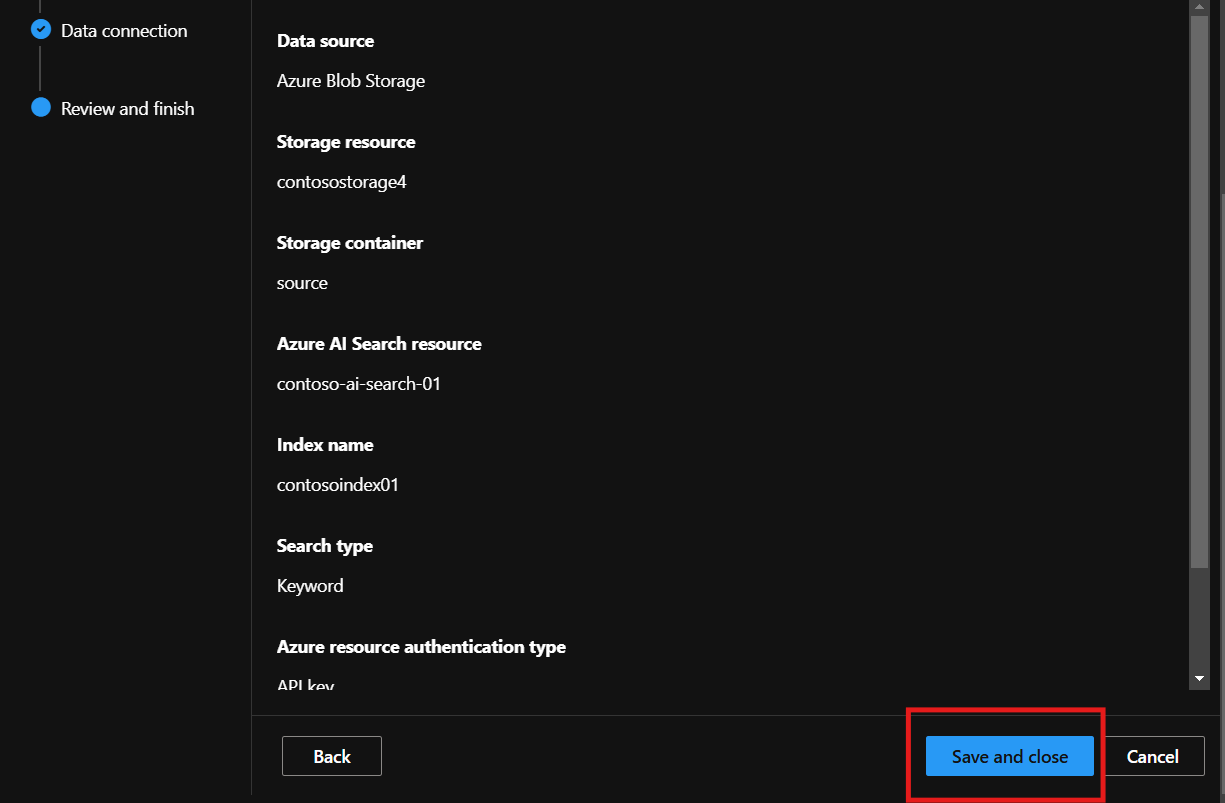 Data connection
Review and finish
Data source
Azure Blob Storage
Storage resource
contosostorage4
Storage container
source
Azure AI Search resource
contoso-ai-search-01
Index name
contosoindex01
Search type
Keyword
Azure resource authentication type
API key
Back
Save and close
Cancel